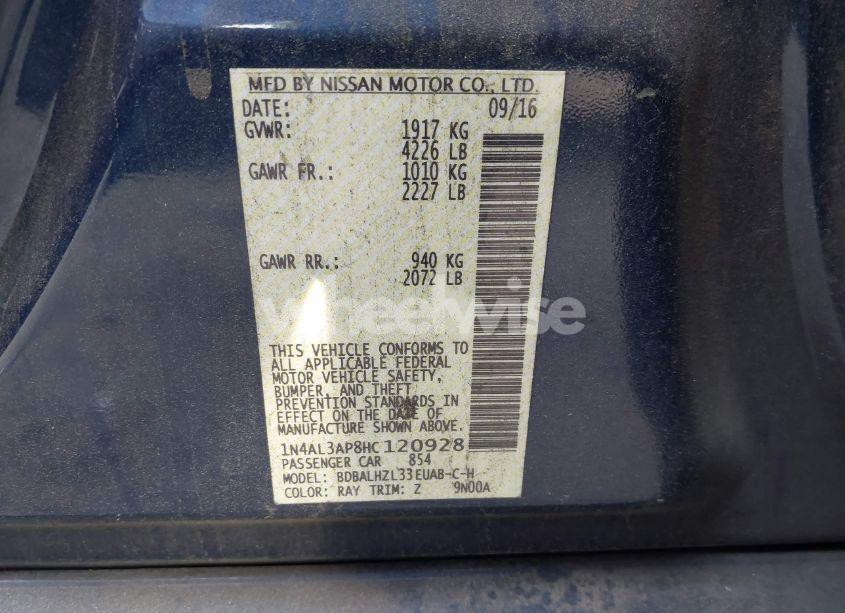 MFD BY NISSAN MOTOR CO., LTD.
DATE: 09/16
GVWR: 1917 KG
4226 LB
GAWR FR.: 1010 KG
2227 LB
GAWR RR.: 940 KG
2072 LB
wheelwise
THIS VEHICLE CONFORMS TO
ALL APPLICABLE FEDERAL
MOTOR VEHICLE SAFETY,
BUMPER, AND THEFT
PREVENTION STANDARDS IN
EFFECT ON THE DATE OF
MANUFACTURE SHOWN ABOVE.
1N4AL3AP8HC120928
PASSENGER CAR 854
MODEL: BDBALHZL33EUAB-C-H
COLOR: RAY TRIM: Z 9N00A